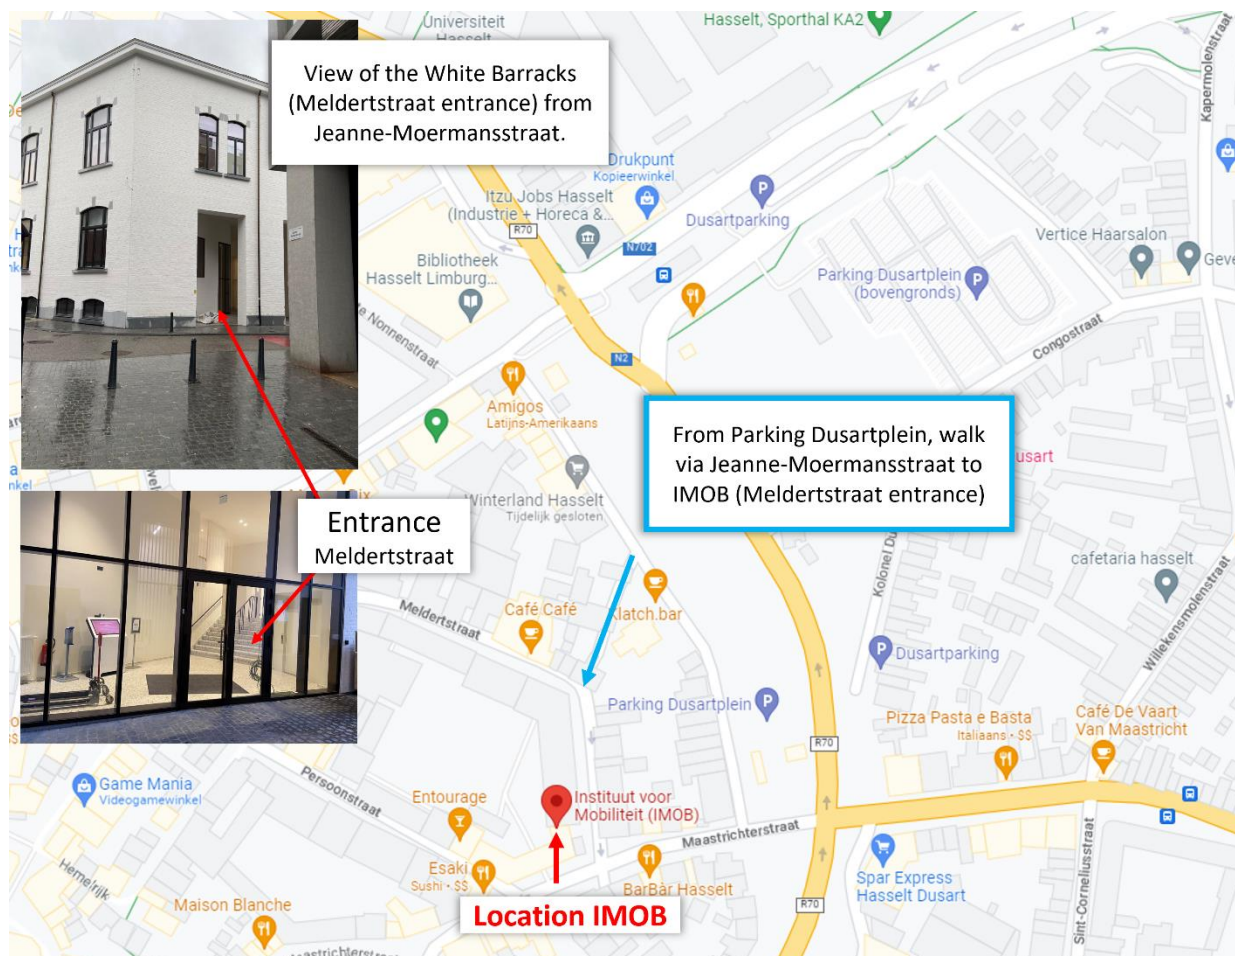 Universiteit
Hasselt
Hasselt, Sporthal KA2
View of the White Barracks
(Meldertstraat entrance) from
Jeanne-Moermansstraat.
Kapermolenstraat
Drukpunt
Kopieerwinkel
Itzu Jobs Hasselt
(Industrie + Horeca &...
P
Dusartparking
R70
N702
Vertice Haarsalon
Bibliotheek
Hasselt Limburg...
Parking Dusartplein
(bovengronds)
P
Congostraat
N2
Amigos
Latijns-Amerikaans
From Parking Dusartplein, walk
via Jeanne-Moermansstraat to
IMOB (Meldertstraat entrance)
Winterland Hasselt
Tijdelijk gesloten
Entrance
Meldertstraat
cafetaria hasselt
Willekensmolenstraat
Meldertstraat
Café Café
Klatch.bar
P
Dusartparking
Parking Dusartplein
P
R70
Pizza Pasta e Basta
Italiaans • $$
Café De Vaart
Van Maastricht
Game Mania
Videogamewinkel
Persoonstraat
Entourage
Instituut voor
Mobiliteit (IMOB)
Maastrichterstraat
Esaki
Sushi • $$
BarBar Hasselt
Spar Express
Hasselt Dusart
Hemelrijk
Maison Blanche
Location IMOB
R70
Sint-Corneliusstraat